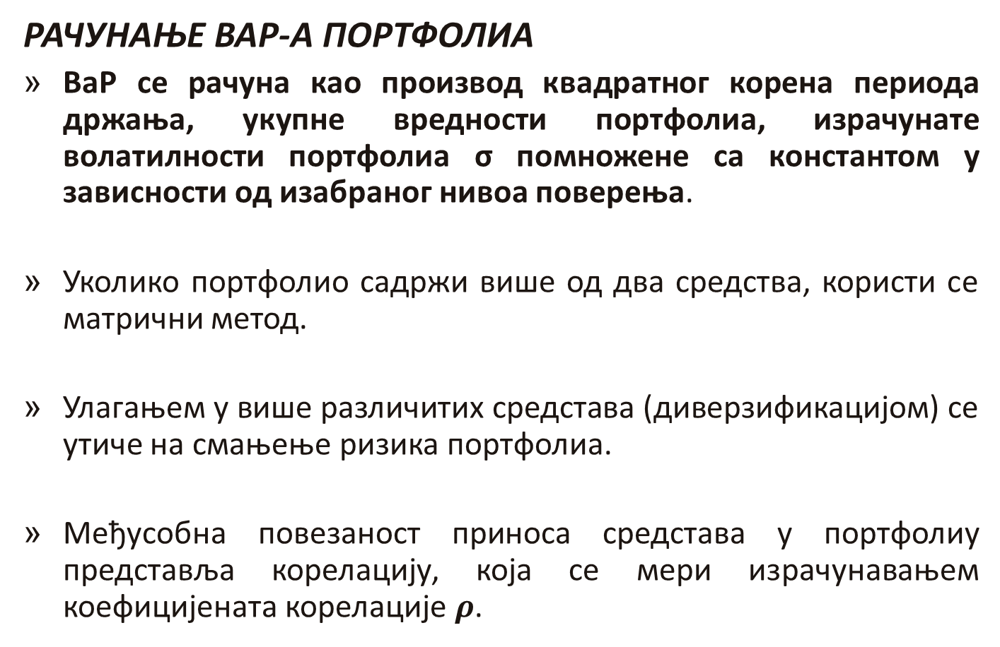 РАЧУНАЊЕ ВАР-А ПОРТФОЛИА
» ВаР се рачуна као производ квадратног корена периода
држања, укупне вредности портфолиа, израчунате
волатилности портфолиа σ помножене са константом у
зависности од изабраног нивоа поверења.
» Уколико портфолио садржи више од два средства, користи се
матрични метод.
» Улагањем у више различитих средстава (диверзификацијом) се
утиче на смањење ризика портфолиа.
» Међусобна повезаност приноса средстава у портфолиу
представља корелацију, која се мери израчунавањем
коефицијената корелације ρ.